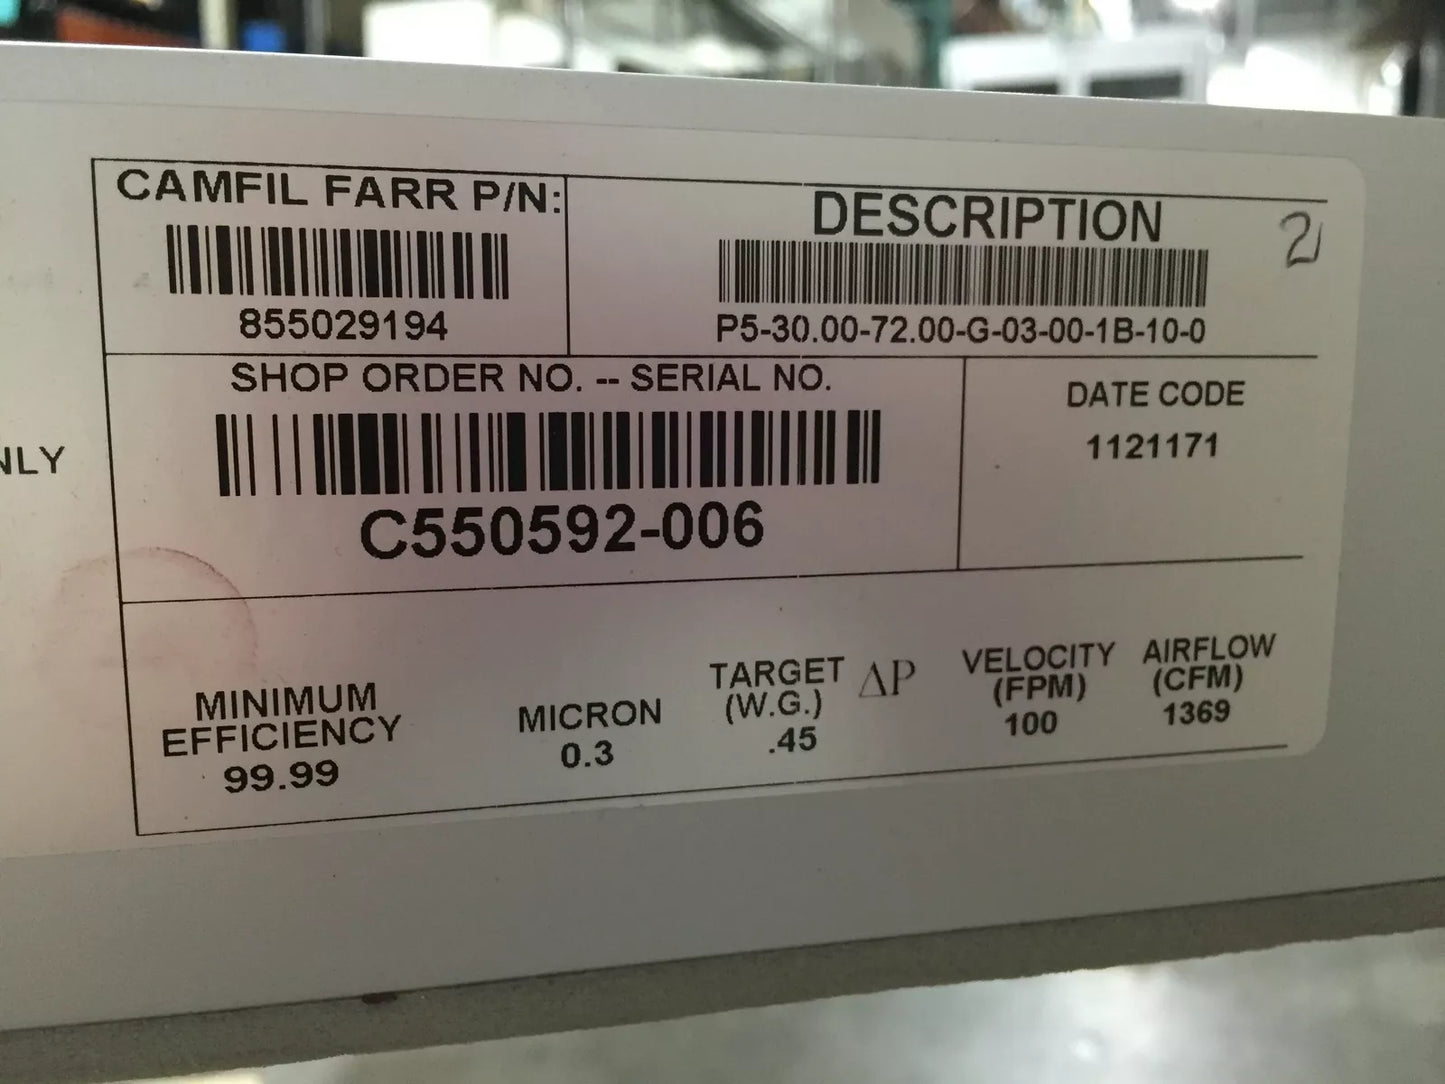 CAMFIL FARR P/N:
855029194
DESCRIPTION
2
P5-30.00-72.00-G-03-00-1B-10-0
NLY
SHOP ORDER NO. -- SERIAL NO.
C550592-006
DATE CODE
1121171
MINIMUM
EFFICIENCY
99.99
MICRON
0.3
TARGET ΔP
(W.G.)
.45
VELOCITY
(FPM)
100
AIRFLOW
(CFM)
1369